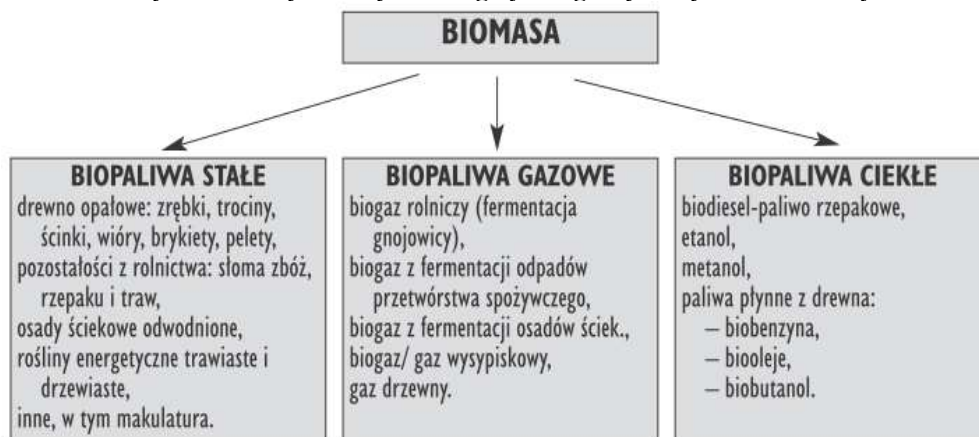 BIOMASA
BIOPALIWA STAŁE
drewno opałowe: zrębki, trociny,
ścinki, wióry, brykiety, pelety,
pozostałości z rolnictwa: słoma zbóż,
rzepaku i traw,
osady ściekowe odwodnione,
rośliny energetyczne trawiaste i
drzewiaste,
inne, w tym makulatura.
BIOPALIWA GAZOWE
biogaz rolniczy (fermentacja
gnojowicy),
biogaz z fermentacji odpadów
przetwórstwa spożywczego,
biogaz z fermentacji osadów ściek.,
biogaz/ gaz wysypiskowy,
gaz drzewny.
BIOPALIWA CIEKŁE
biodiesel-paliwo rzepakowe,
etanol,
metanol,
paliwa płynne z drewna:
– biobenzyna,
– biooleje,
– biobutanol.